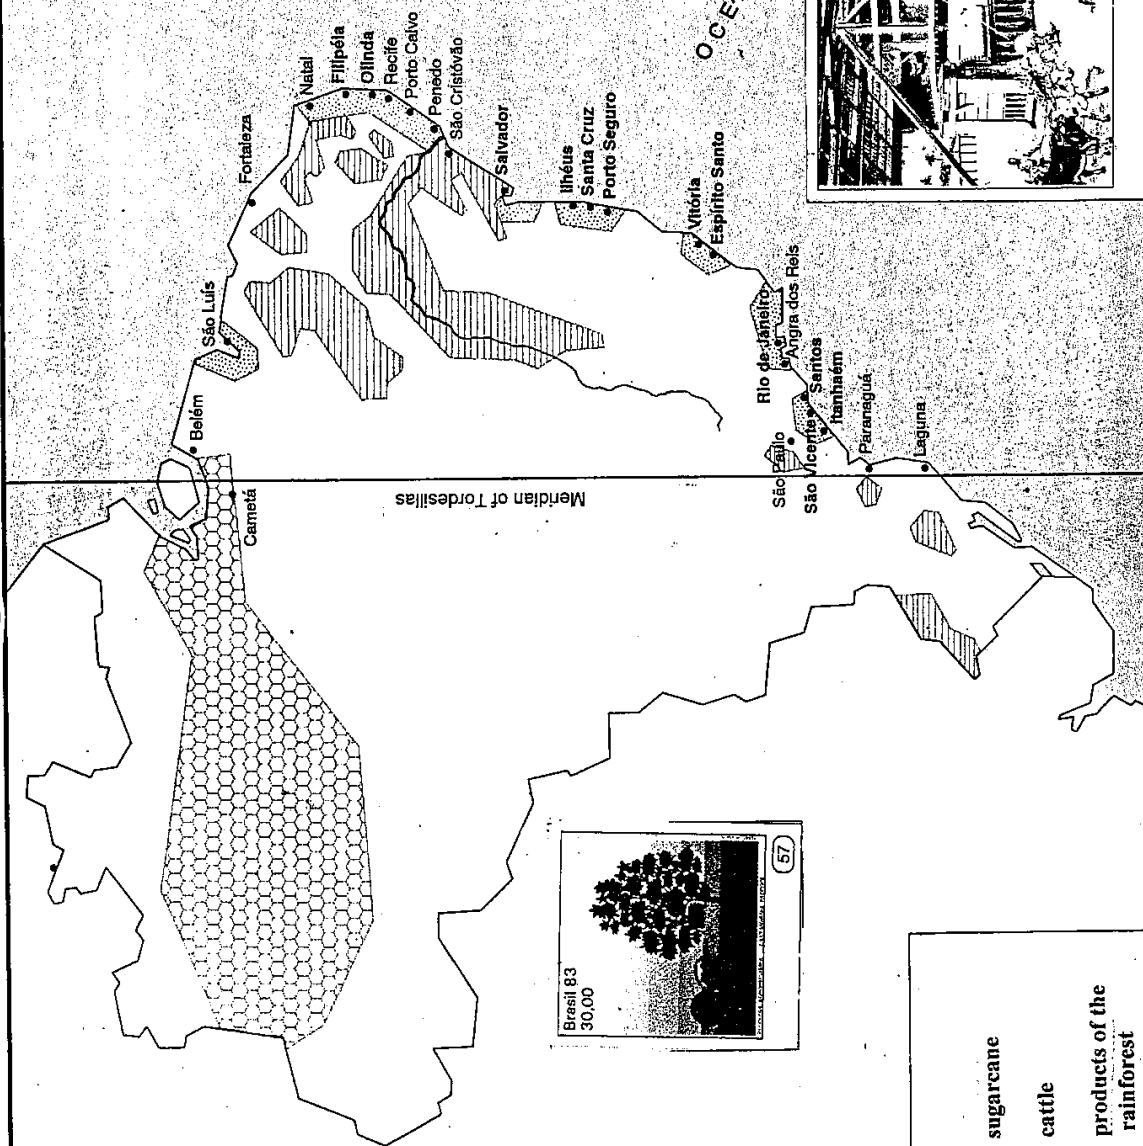 OCE
Fortaleza
Natal
Filipéia
Olinda
Recife
Porto Calvo
Penedo
São Cristóvão
Salvador
Ilhéus
Santa Cruz
Porto Seguro
Vitória
Espírito Santo
São Luís
Rio de Janeiro
Angra dos Reis
Santos
Itanhaém
Paranaguá
Laguna
São Paulo
São Vicente
Belém
Cametá
Meridian of Tordesillas
Brasil 83
30,00
57
sugarcane
cattle
products of the
rainforest